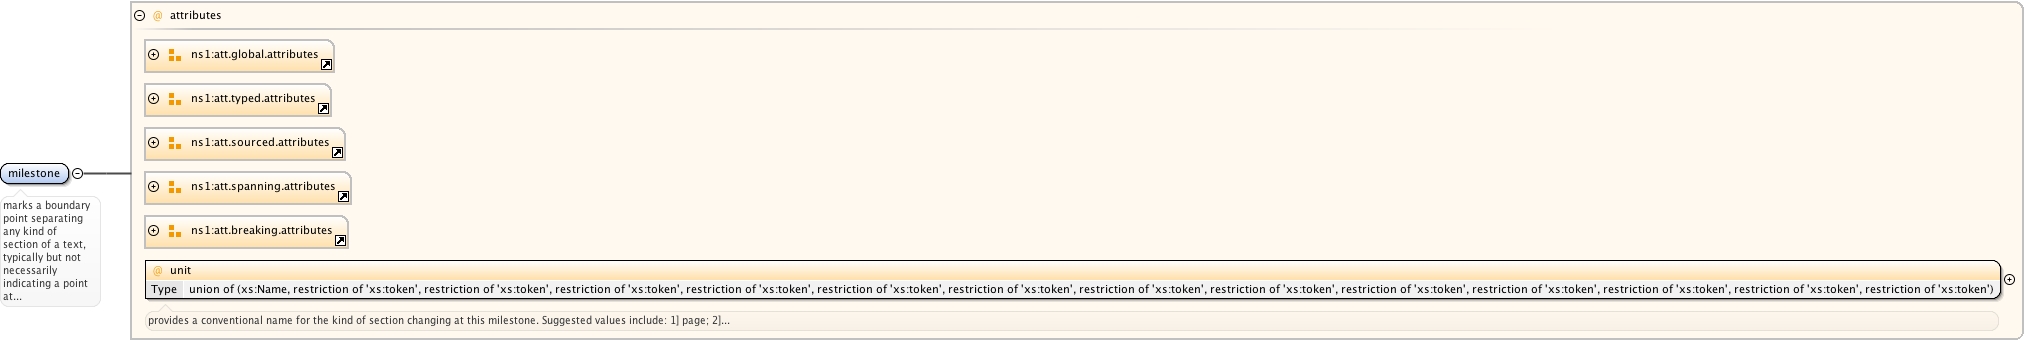 @ attributes
ns1:att.global.attributes
ns1:att.typed.attributes
ns1:att.sourced.attributes
milestone
ns1:att.spanning.attributes
marks a boundary
point separating
any kind of
section of a text,
typically but not
necessarily
indicating a point
at...
ns1:att.breaking.attributes
@ unit
Type union of (xs:Name, restriction of 'xs:token', restriction of 'xs:token', restriction of 'xs:token', restriction of 'xs:token', restriction of 'xs:token', restriction of 'xs:token', restriction of 'xs:token', restriction of 'xs:token', restriction of 'xs:token', restriction of 'xs:token', restriction of 'xs:token', restriction of 'xs:token', restriction of 'xs:token')
provides a conventional name for the kind of section changing at this milestone. Suggested values include: 1] page; 2]...